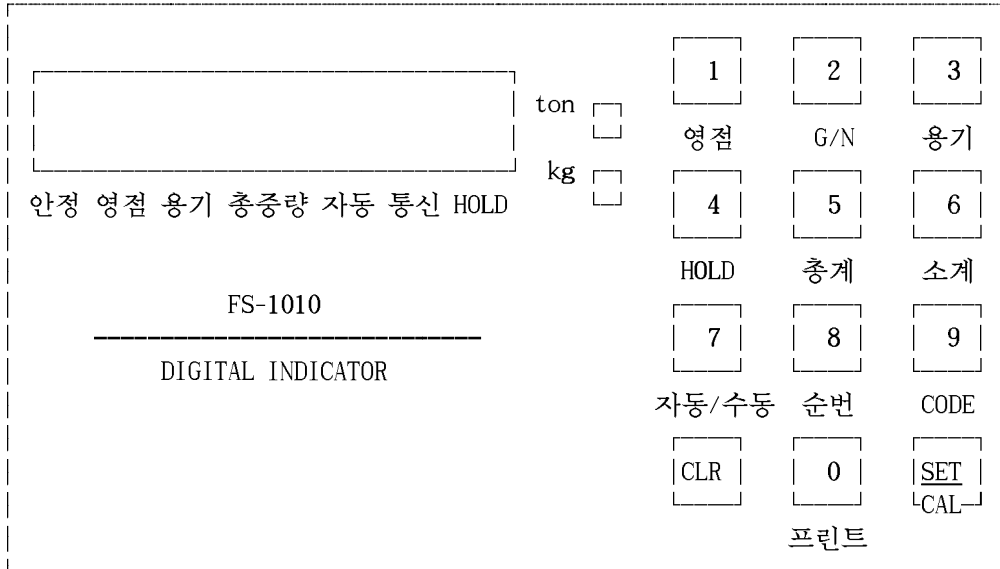 1 2 3
ton
영점 G/N 용기
kg
안정 영점 용기 총중량 자동 통신 HOLD
4 5 6
HOLD 총계 소계
FS-1010
7 8 9
DIGITAL INDICATOR
자동/수동 순번 CODE
CLR 0 SET
CAL
프린트